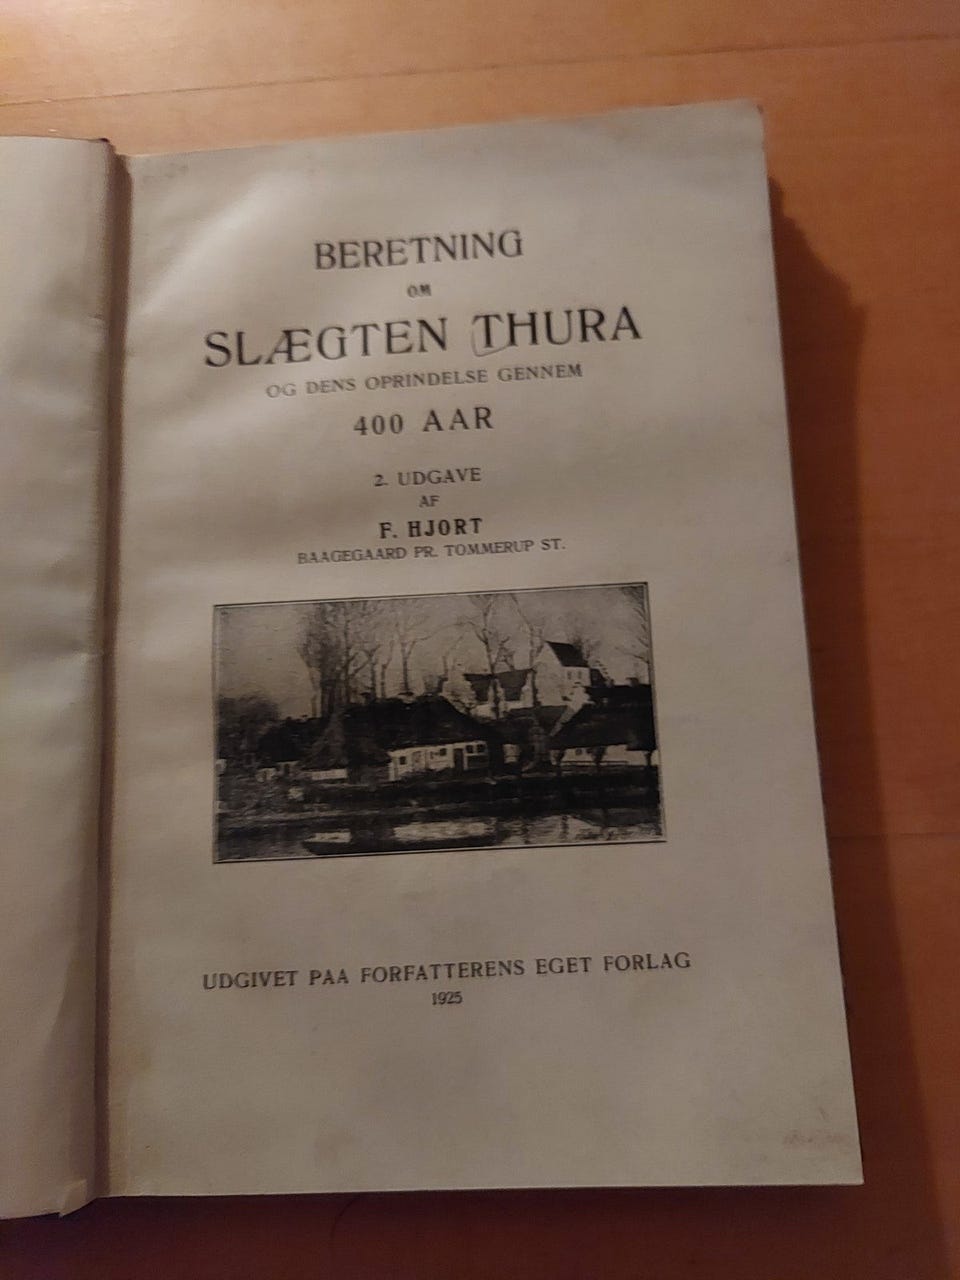 BERETNING
OM
SLÆGTEN THURA
OG DENS OPRINDELSE GENNEM
400 AAR
2. UDGAVE
AF
F. HJORT
BAAGEGAARD PR. TOMMERUP ST.
UDGIVET PAA FORFATTERENS EGET FORLAG
1925